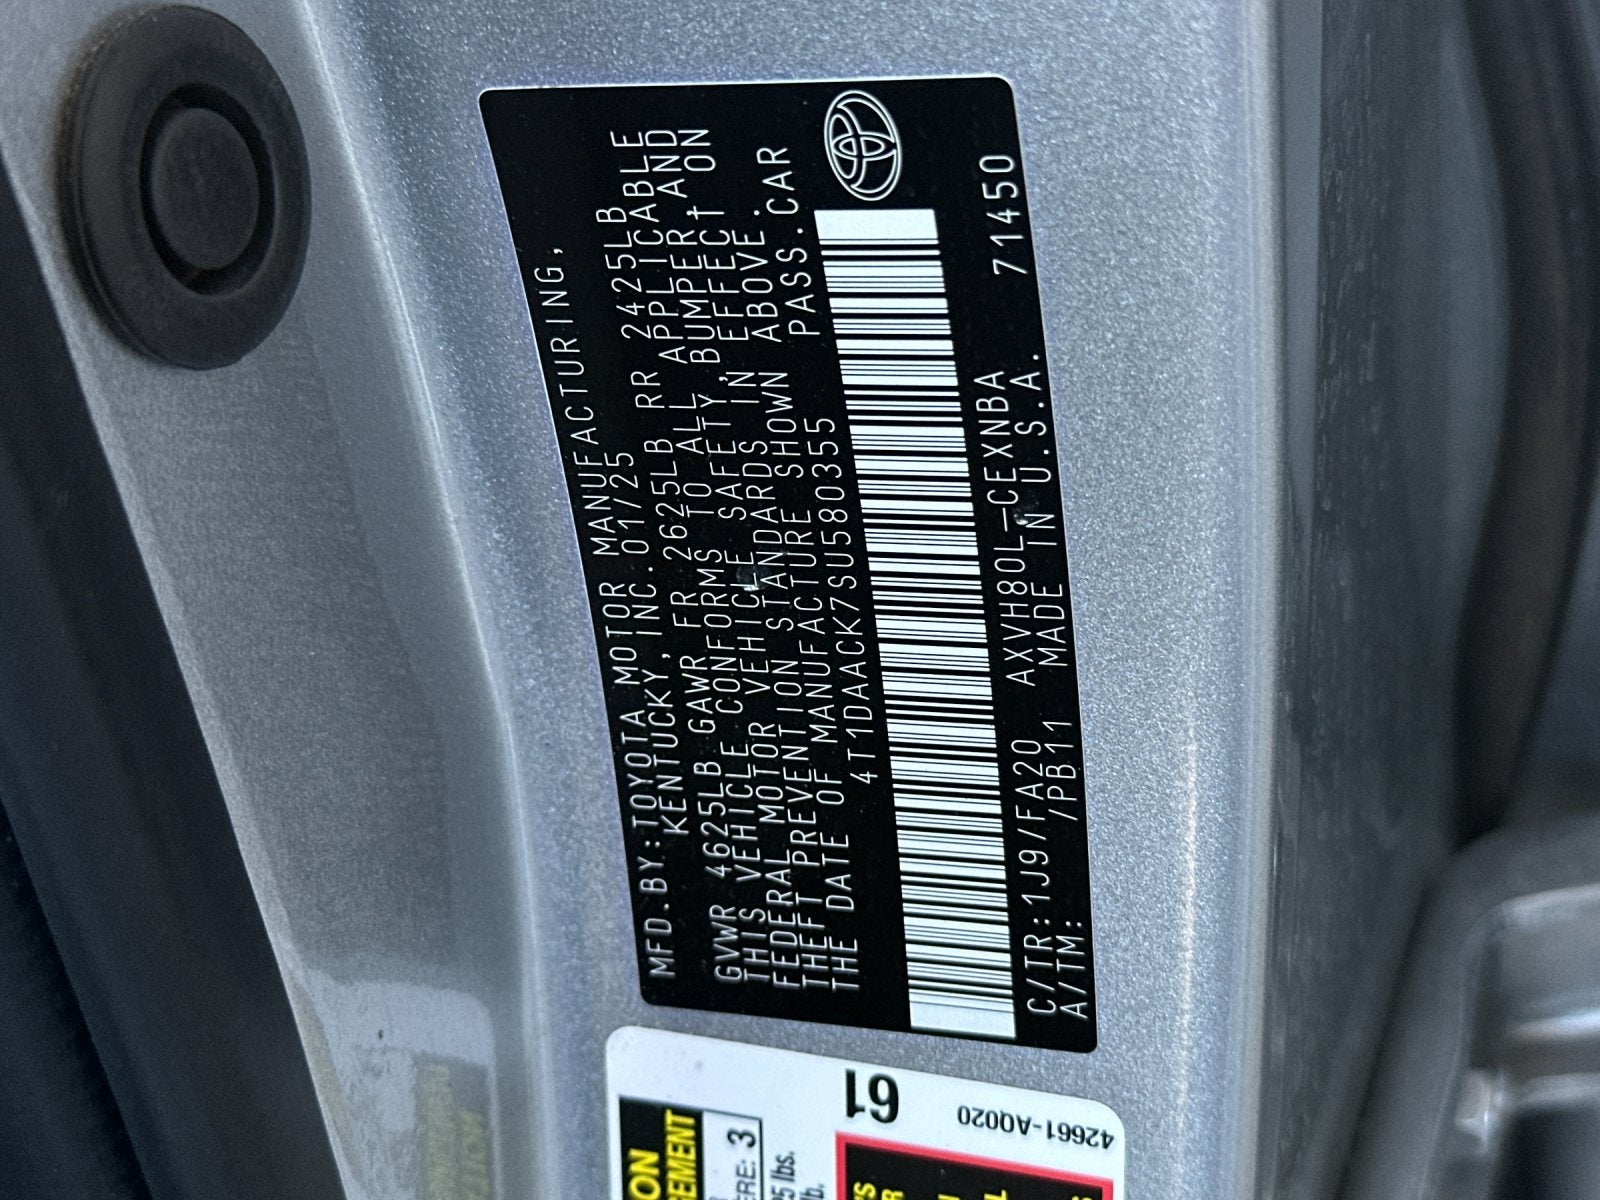 MFD.BY:TOYOTA MOTOR MANUFACTURING,
KENTUCKY, INC.01/25
GVWR 4625LB GAWR FR 2625LB RR 2425LB
THIS VEHICLE CONFORMS TO ALL APPLICABLE
FEDERAL MOTOR VEHICLE SAFETY, BUMPER, AND
THEFT PREVENTION STANDARDS IN EFFECT ON
THE DATE OF MANUFACTURE SHOWN ABOVE.
4T1DAACK7SU580355 PASS.CAR
C/TR:1J9/FA20 AXVH80L-CEXNBA 71450
A/TM: /PB11 MADE IN U.S.A.
61
42661-AQ020
3